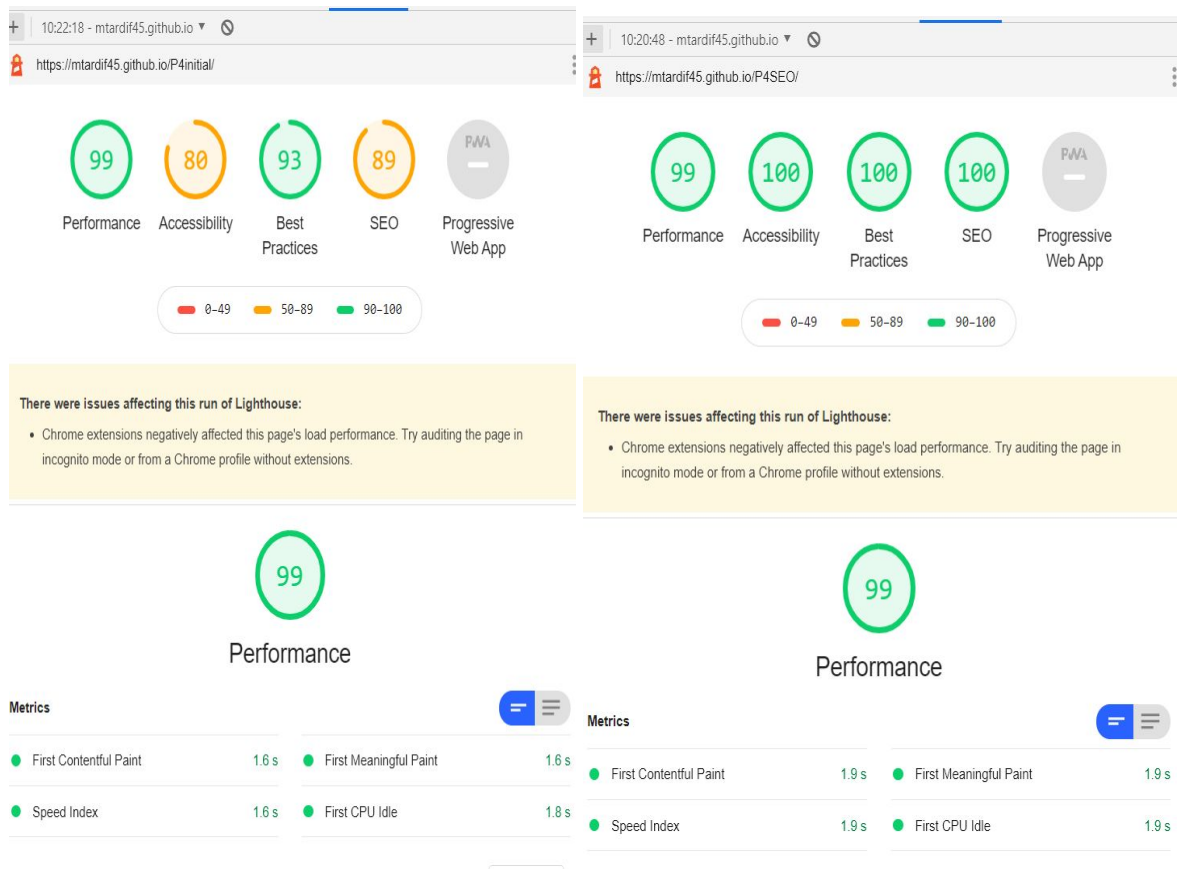 + 10:22:18 - mtardif45.github.io ▼
https://mtardif45.github.io/P4initial/
99 80 93 89 PWA
Performance Accessibility Best SEO Progressive
Practices Web App
0–49 50–89 90–100
There were issues affecting this run of Lighthouse:
• Chrome extensions negatively affected this page's load performance. Try auditing the page in
incognito mode or from a Chrome profile without extensions.
99
Performance
Metrics
First Contentful Paint 1.6 s First Meaningful Paint 1.6 s
Speed Index 1.6 s First CPU Idle 1.8 s
+ 10:20:48 - mtardif45.github.io ▼
https://mtardif45.github.io/P4SEO/
99 100 100 100 PWA
Performance Accessibility Best SEO Progressive
Practices Web App
0–49 50–89 90–100
There were issues affecting this run of Lighthouse:
• Chrome extensions negatively affected this page's load performance. Try auditing the page in
incognito mode or from a Chrome profile without extensions.
99
Performance
Metrics
First Contentful Paint 1.9 s First Meaningful Paint 1.9 s
Speed Index 1.9 s First CPU Idle 1.9 s